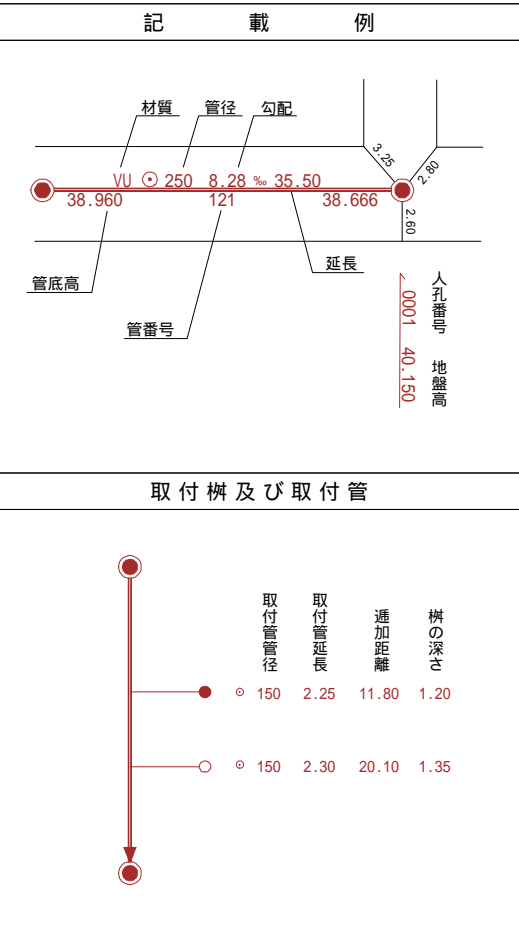 記載例
材質 管径 勾配
3.25
2.80
VU ⊙ 250 8.28 ‰ 35.50
38.960 121 38.666
2.60
延長
管底高
管番号
人孔番号 地盤高
0001 40.150
取付桝及び取付管
取付管管径
取付管延長
逓加距離
桝の深さ
⊙ 150 2.25 11.80 1.20
⊙ 150 2.30 20.10 1.35